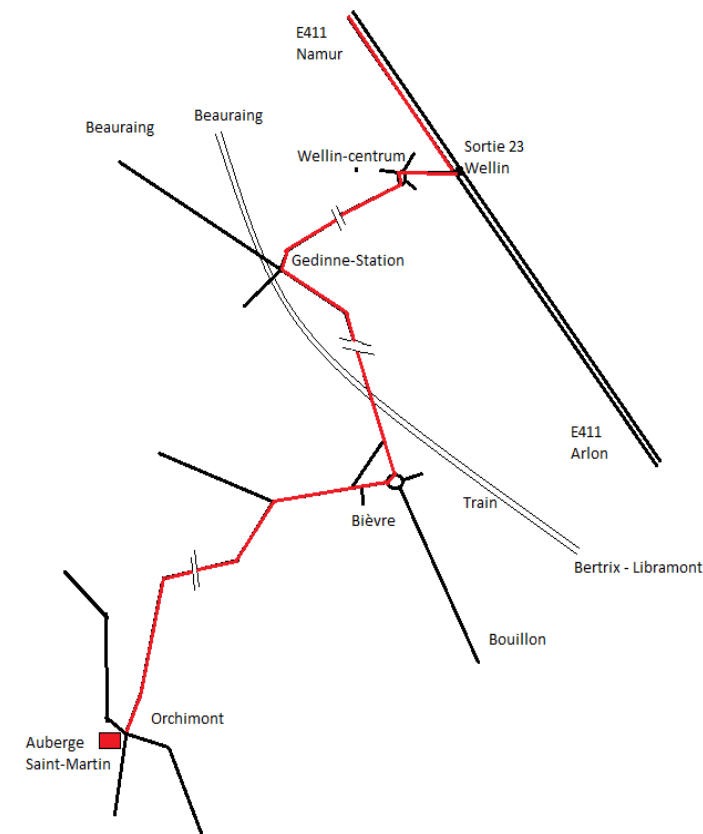 E411
Namur
Beauraing
Beauraing
Sortie 23
Wellin
Wellin-centrum
Gedinne-Station
E411
Arlon
Train
Bièvre
Bertrix - Libramont
Bouillon
Orchimont
Auberge
Saint-Martin